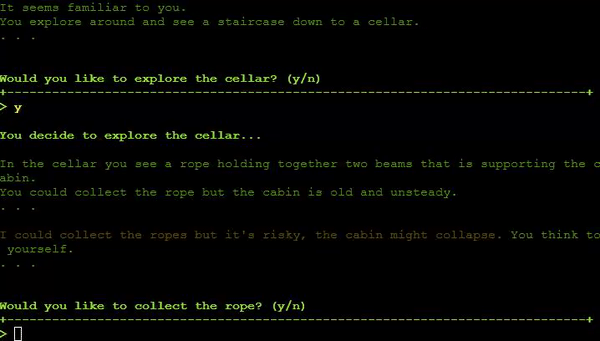 It seems familiar to you.
You explore around and see a staircase down to a cellar.
. . .
Would you like to explore the cellar? (y/n)
+-----------------------------------------------------------------------------+
> y
You decide to explore the cellar...
In the cellar you see a rope holding together two beams that is supporting the c
abin.
You could collect the rope but the cabin is old and unsteady.
. . .
I could collect the ropes but it's risky, the cabin might collapse. You think to
 yourself.
. . .
Would you like to collect the rope? (y/n)
+-----------------------------------------------------------------------------+
>